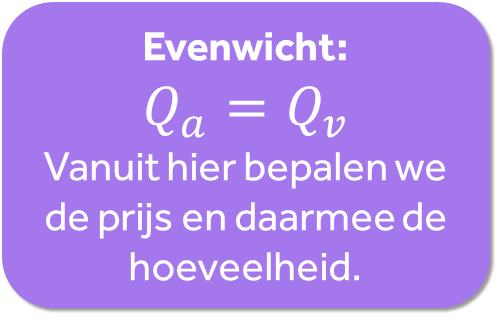 Evenwicht:
Qₐ = Qᵥ
Vanuit hier bepalen we
de prijs en daarmee de
hoeveelheid.